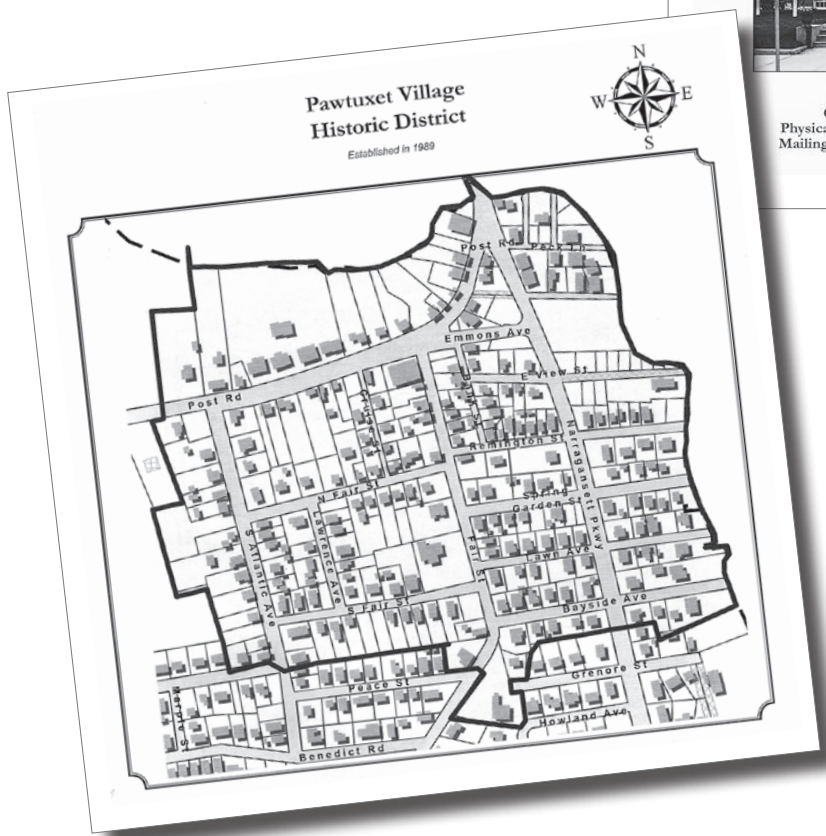 Pawtuxet Village
Historic District
Established in 1989
N
W
E
S
Physica
Mailing
Post Rd
Peck Ln
Emmons Ave
E View St
Post Rd
Remington St
Narragansett Pkwy
N Fair St
Spring
Garden St
S Atlantic Ave
Lawrence Ave
Fair St
Lawn Ave
S Fair St
Bayside Ave
Peace St
Grenore St
Howland Ave
Benedict Rd